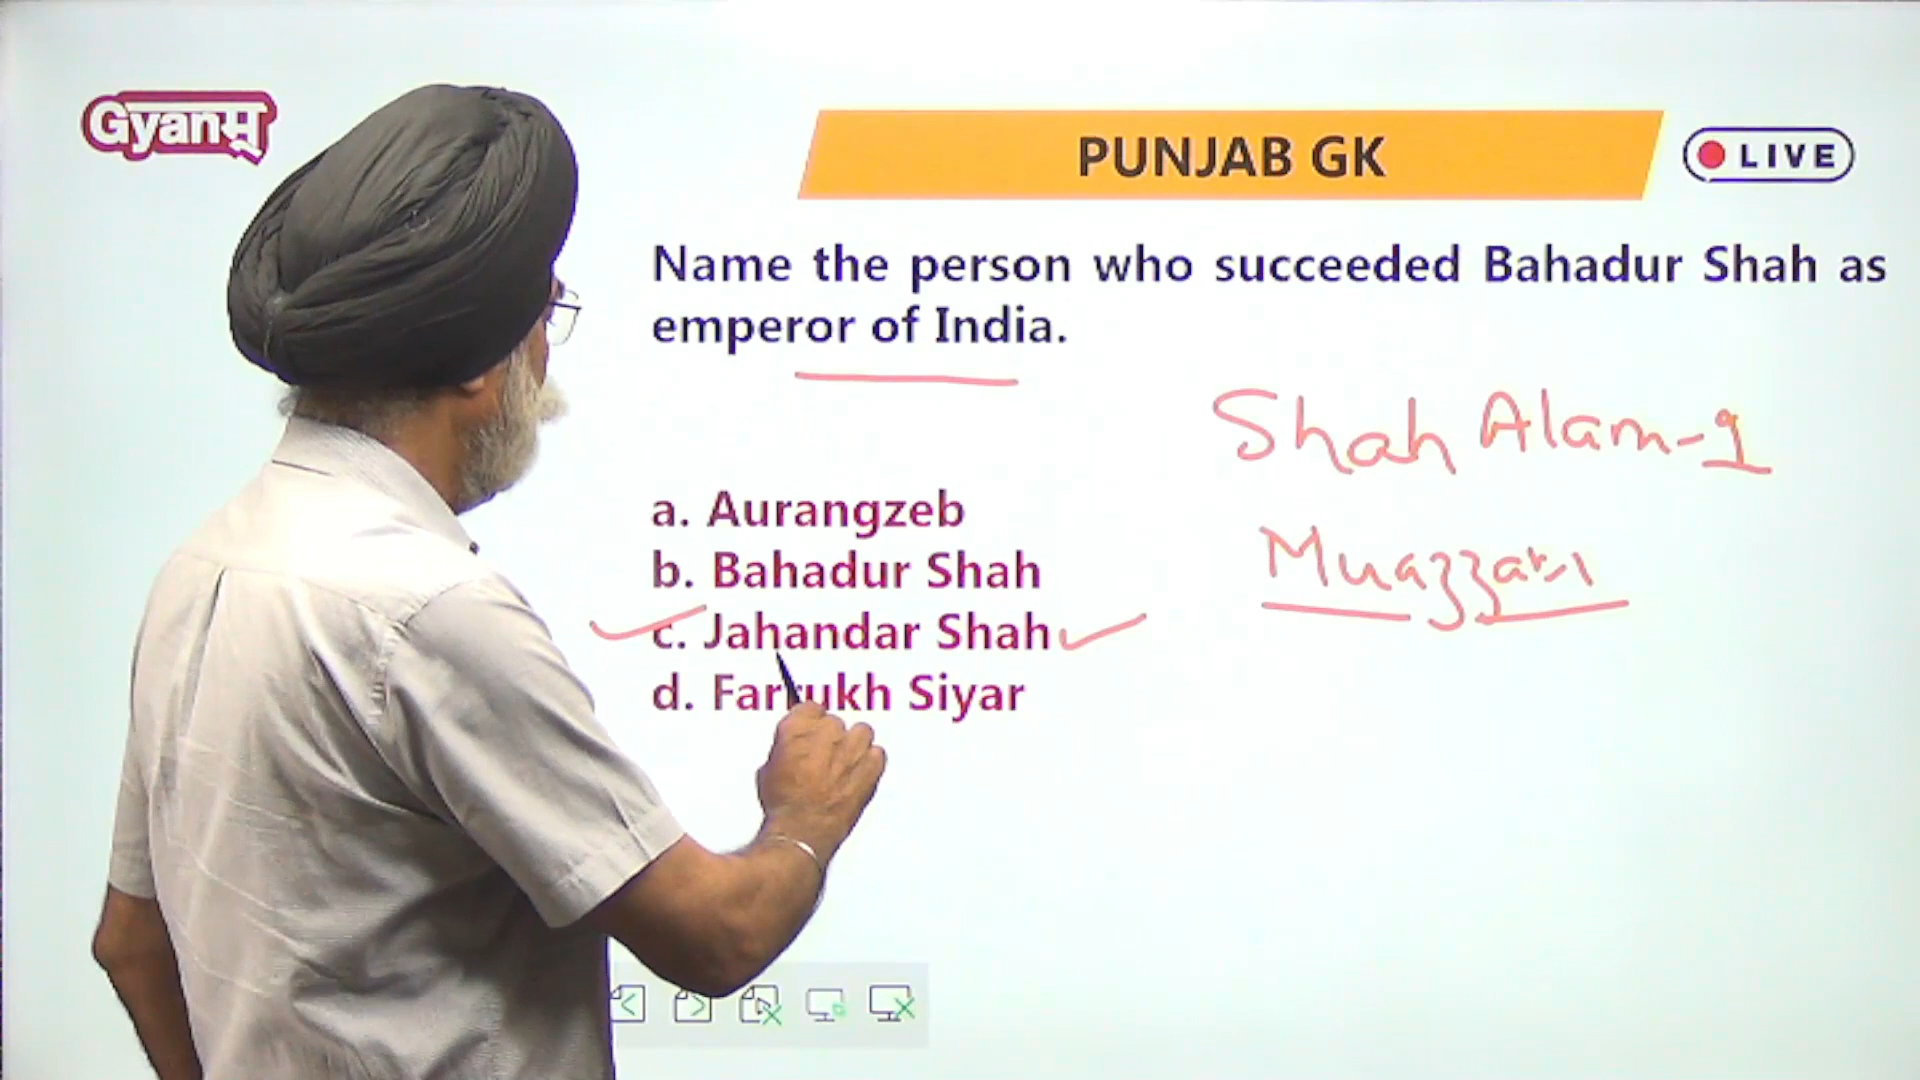 Gyanम्
PUNJAB GK
LIVE
Name the person who succeeded Bahadur Shah as
emperor of India.
Shah Alam-1
a. Aurangzeb
Muazzam
b. Bahadur Shah
c. Jahandar Shah
d. Farrukh Siyar